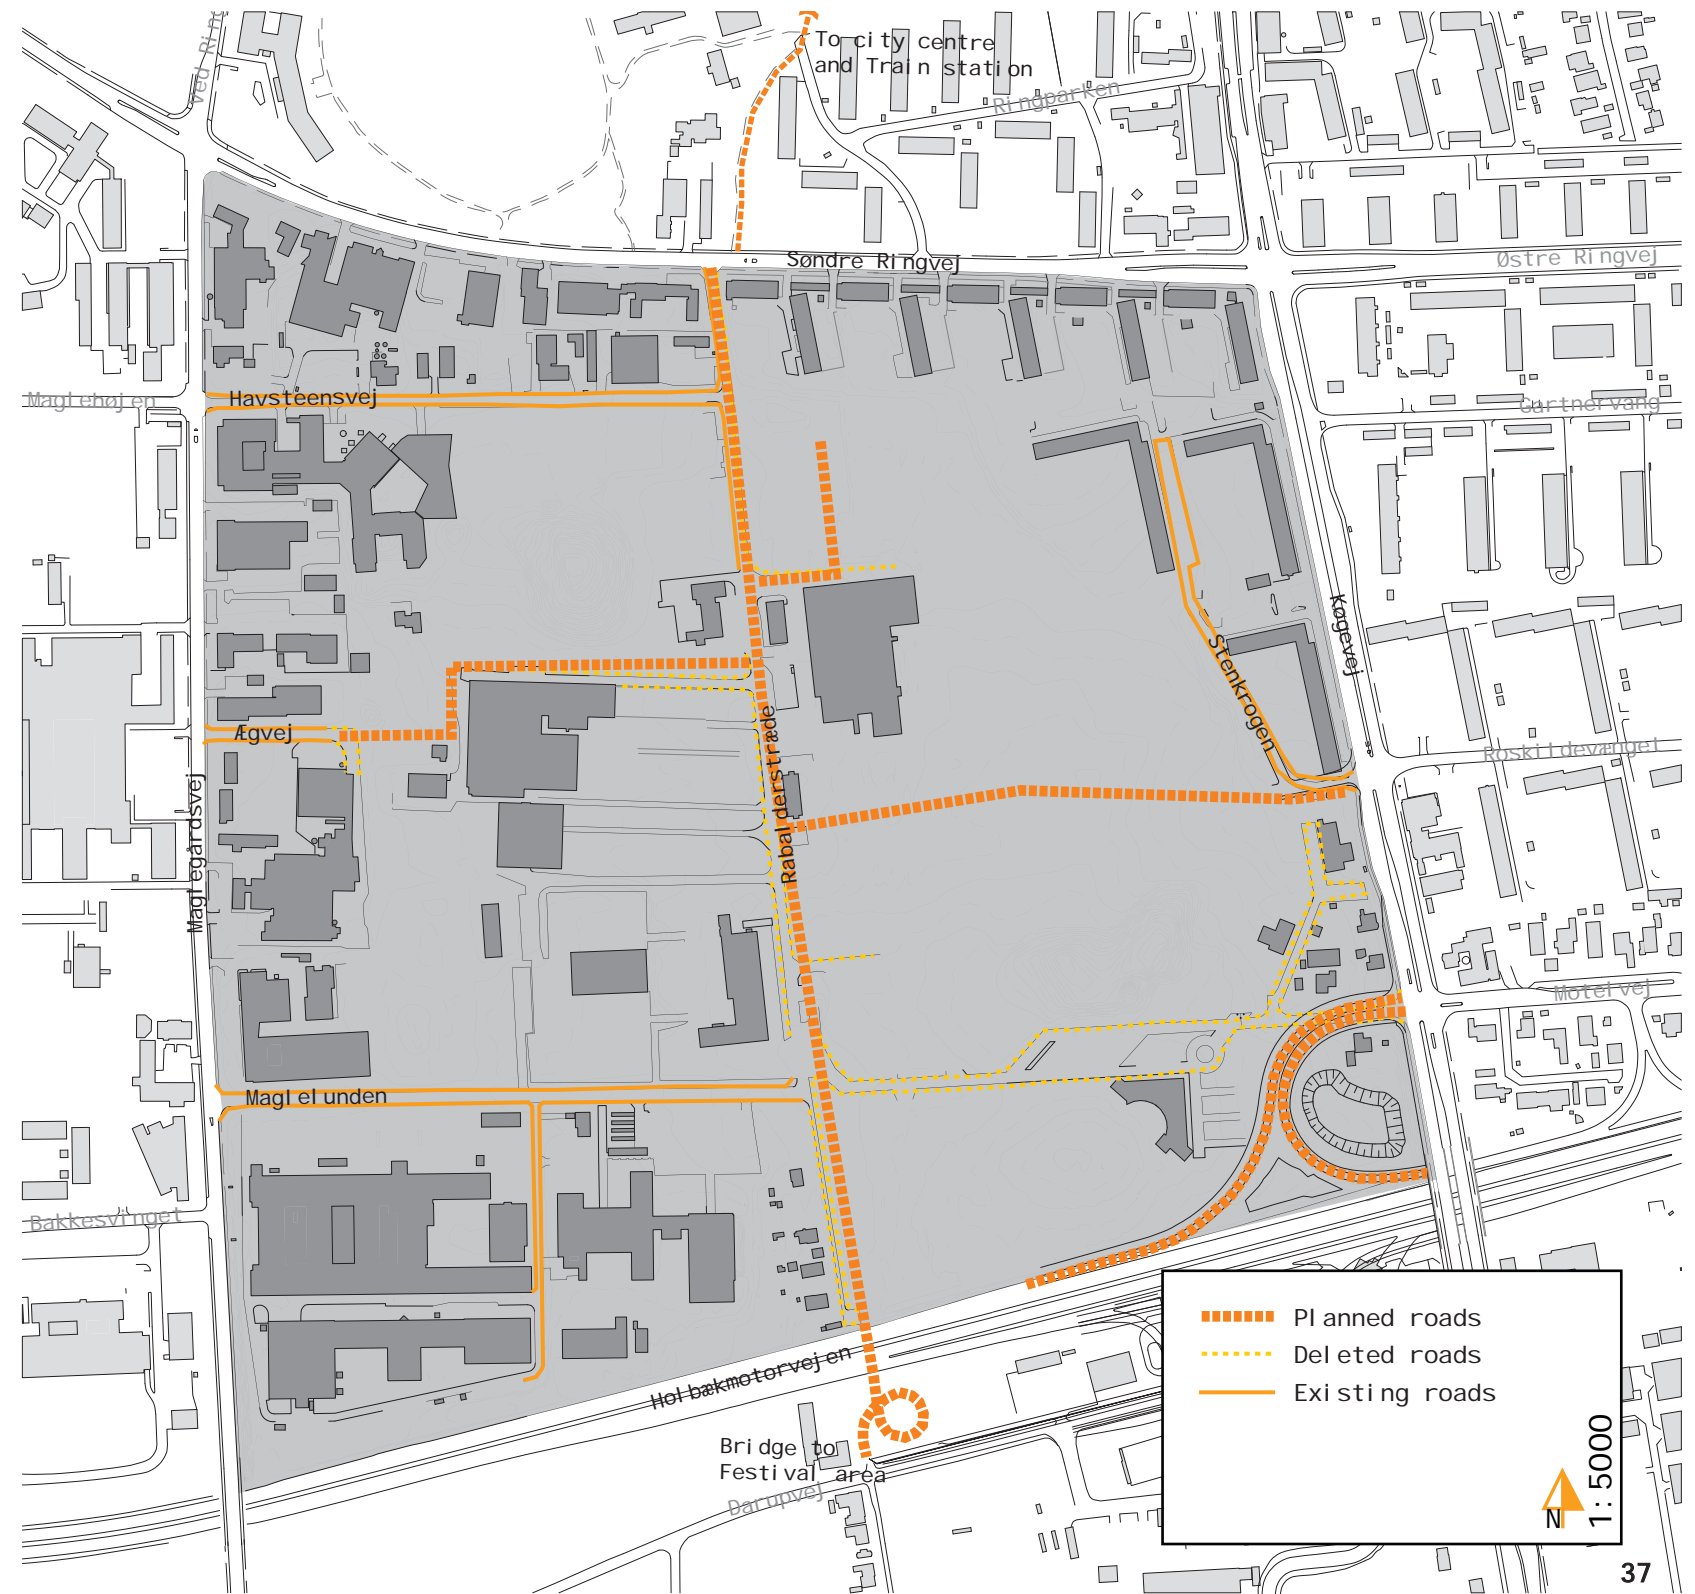 Ved Ring
To city centre
and Train station
Ringparken
Søndre Ringvej
Østre Ringvej
Maglehøjen
Havsteensvej
Gartnervang
Køgevej
Stenkrogen
Ægvej
Rabalderstræde
Roskildevænget
Maglegårdsvej
Motelvej
Maglelunden
Bakkesvinget
Holbækmotorvejen
Bridge to
Festival area
Darupvej
Planned roads
Deleted roads
Existing roads
N
1:5000
37